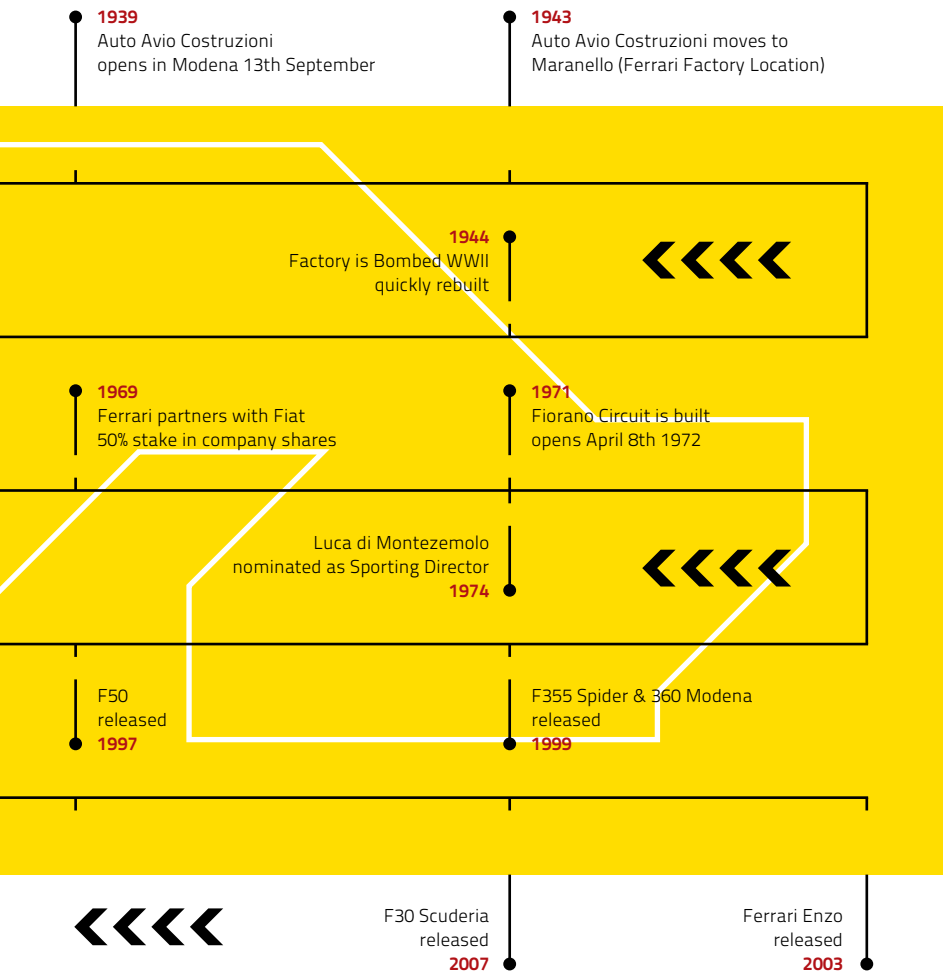 1939
Auto Avio Costruzioni
opens in Modena 13th September
1943
Auto Avio Costruzioni moves to
Maranello (Ferrari Factory Location)
1944
Factory is Bombed WWII
quickly rebuilt
1969
Ferrari partners with Fiat
50% stake in company shares
1971
Fiorano Circuit is built
opens April 8th 1972
Luca di Montezemolo
nominated as Sporting Director
1974
F50
released
1997
F355 Spider & 360 Modena
released
1999
F30 Scuderia
released
2007
Ferrari Enzo
released
2003